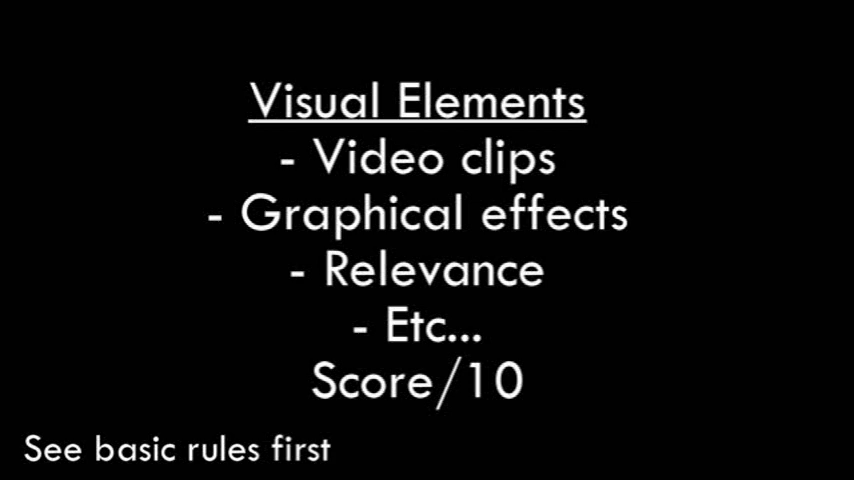 Visual Elements
- Video clips
- Graphical effects
- Relevance
- Etc...
Score/10
See basic rules first